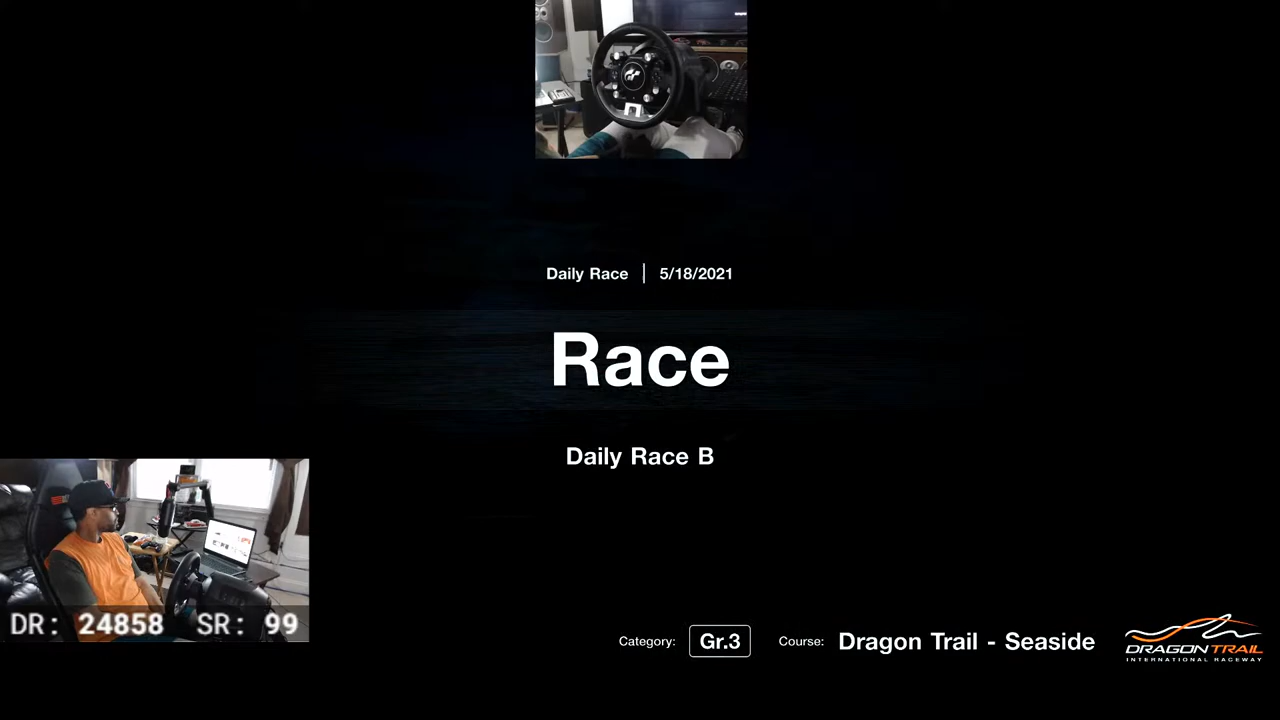 Daily Race | 5/18/2021
Race
Daily Race B
DR: 24858 SR: 99
Category: Gr.3 Course: Dragon Trail - Seaside
DRAGON TRAIL
INTERNATIONAL RACEWAY